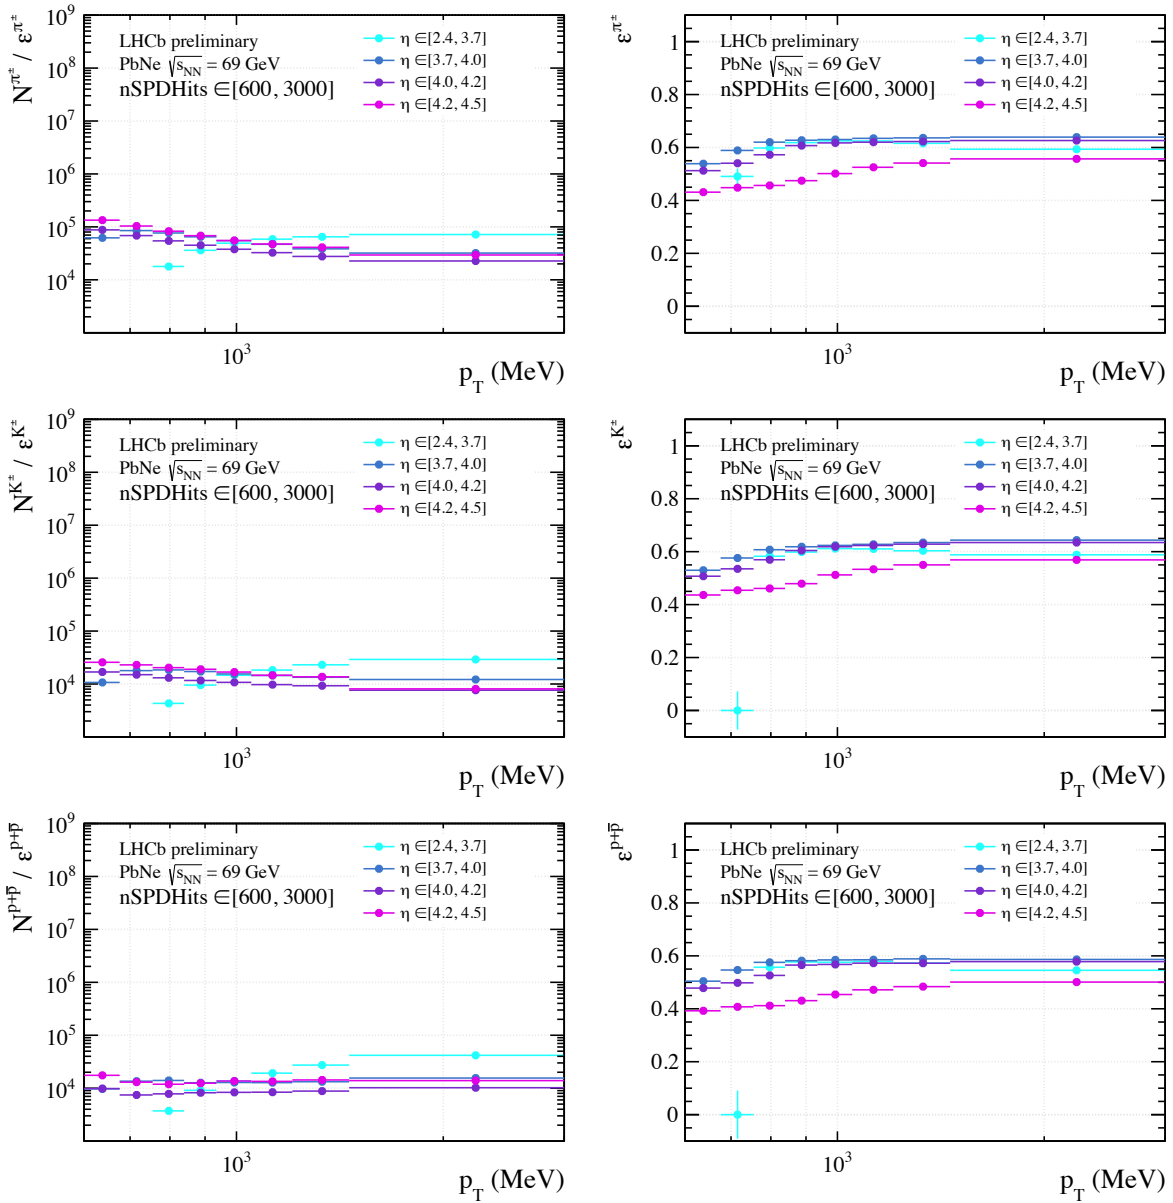 N^π± / ε^π±
10^9
10^8
10^7
10^6
10^5
10^4
LHCb preliminary
PbNe √s_NN = 69 GeV
nSPDHits ∈[600, 3000]
η ∈[2.4, 3.7]
η ∈[3.7, 4.0]
η ∈[4.0, 4.2]
η ∈[4.2, 4.5]
10^3
p_T (MeV)
ε^π±
1
0.8
0.6
0.4
0.2
0
LHCb preliminary
PbNe √s_NN = 69 GeV
nSPDHits ∈[600, 3000]
η ∈[2.4, 3.7]
η ∈[3.7, 4.0]
η ∈[4.0, 4.2]
η ∈[4.2, 4.5]
10^3
p_T (MeV)
N^K± / ε^K±
10^9
10^8
10^7
10^6
10^5
10^4
LHCb preliminary
PbNe √s_NN = 69 GeV
nSPDHits ∈[600, 3000]
η ∈[2.4, 3.7]
η ∈[3.7, 4.0]
η ∈[4.0, 4.2]
η ∈[4.2, 4.5]
10^3
p_T (MeV)
ε^K±
1
0.8
0.6
0.4
0.2
0
LHCb preliminary
PbNe √s_NN = 69 GeV
nSPDHits ∈[600, 3000]
η ∈[2.4, 3.7]
η ∈[3.7, 4.0]
η ∈[4.0, 4.2]
η ∈[4.2, 4.5]
10^3
p_T (MeV)
N^p+p̅ / ε^p+p̅
10^9
10^8
10^7
10^6
10^5
10^4
LHCb preliminary
PbNe √s_NN = 69 GeV
nSPDHits ∈[600, 3000]
η ∈[2.4, 3.7]
η ∈[3.7, 4.0]
η ∈[4.0, 4.2]
η ∈[4.2, 4.5]
10^3
p_T (MeV)
ε^p+p̅
1
0.8
0.6
0.4
0.2
0
LHCb preliminary
PbNe √s_NN = 69 GeV
nSPDHits ∈[600, 3000]
η ∈[2.4, 3.7]
η ∈[3.7, 4.0]
η ∈[4.0, 4.2]
η ∈[4.2, 4.5]
10^3
p_T (MeV)